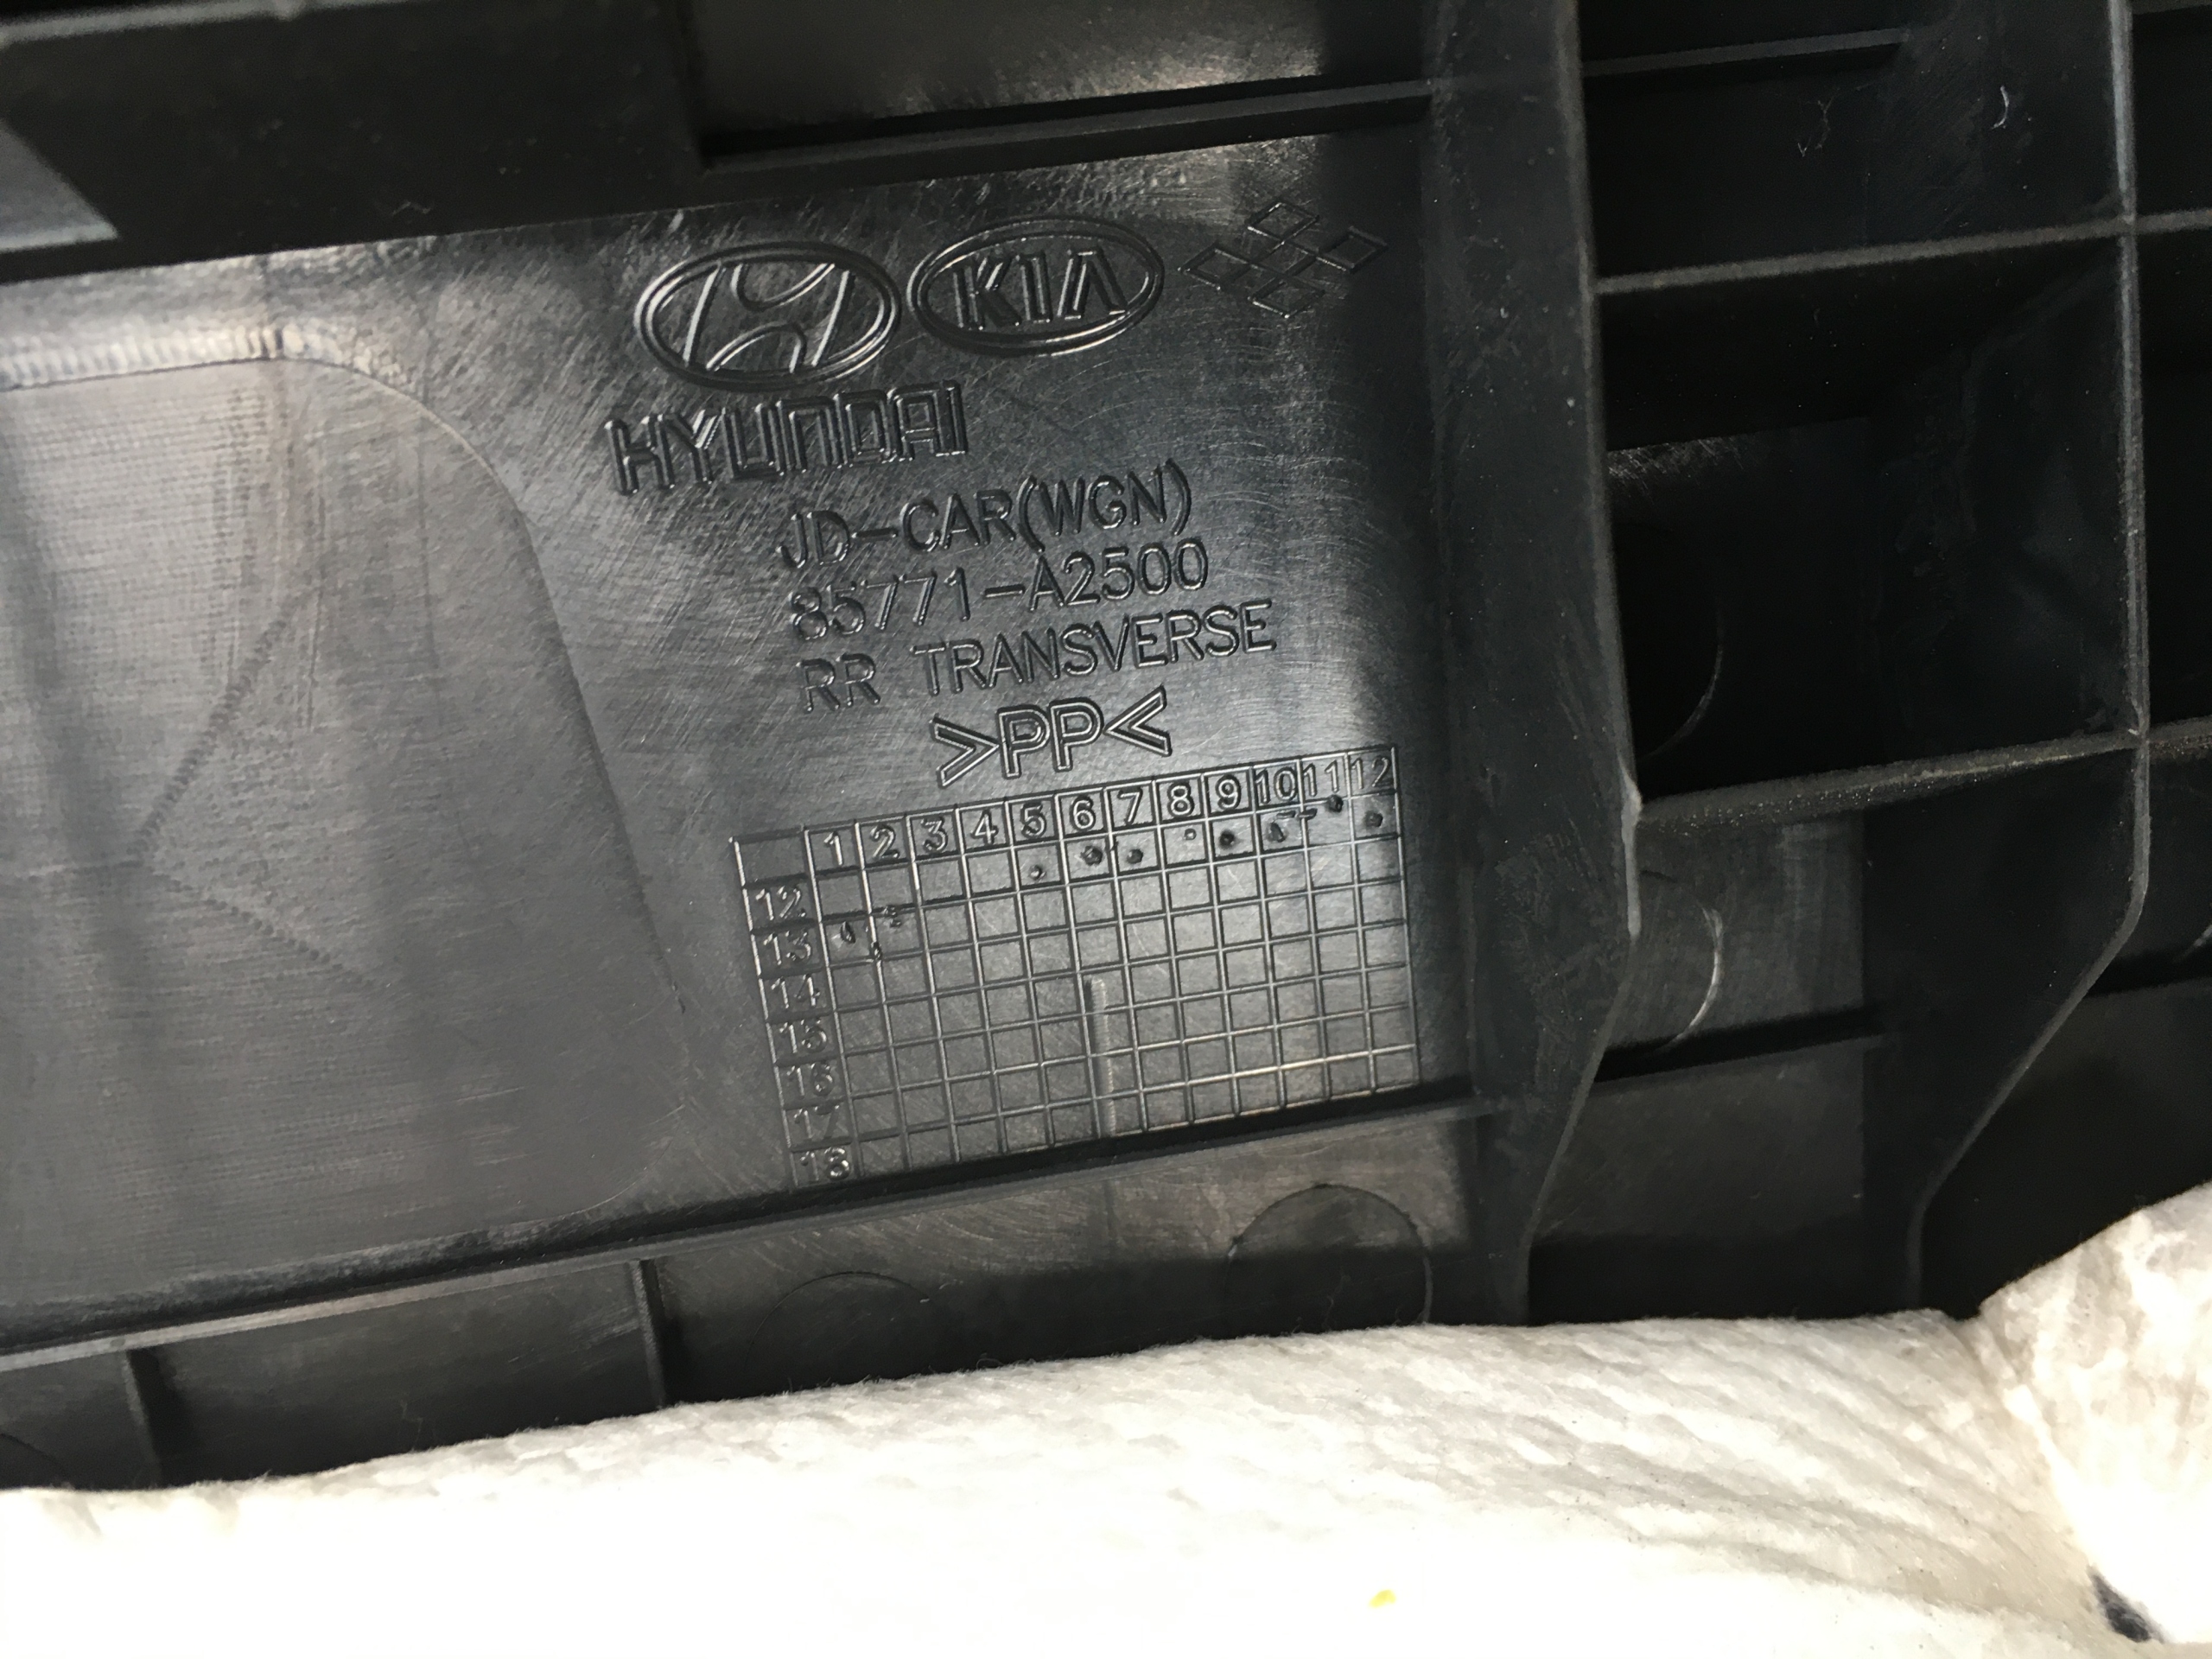 KIA
HYUNDAI
JD-CAR(WGN)
85771-A2500
RR TRANSVERSE
>PP<
1 2 3 4 5 6 7 8 9 10 11 12
12
13
14
15
16
17
18